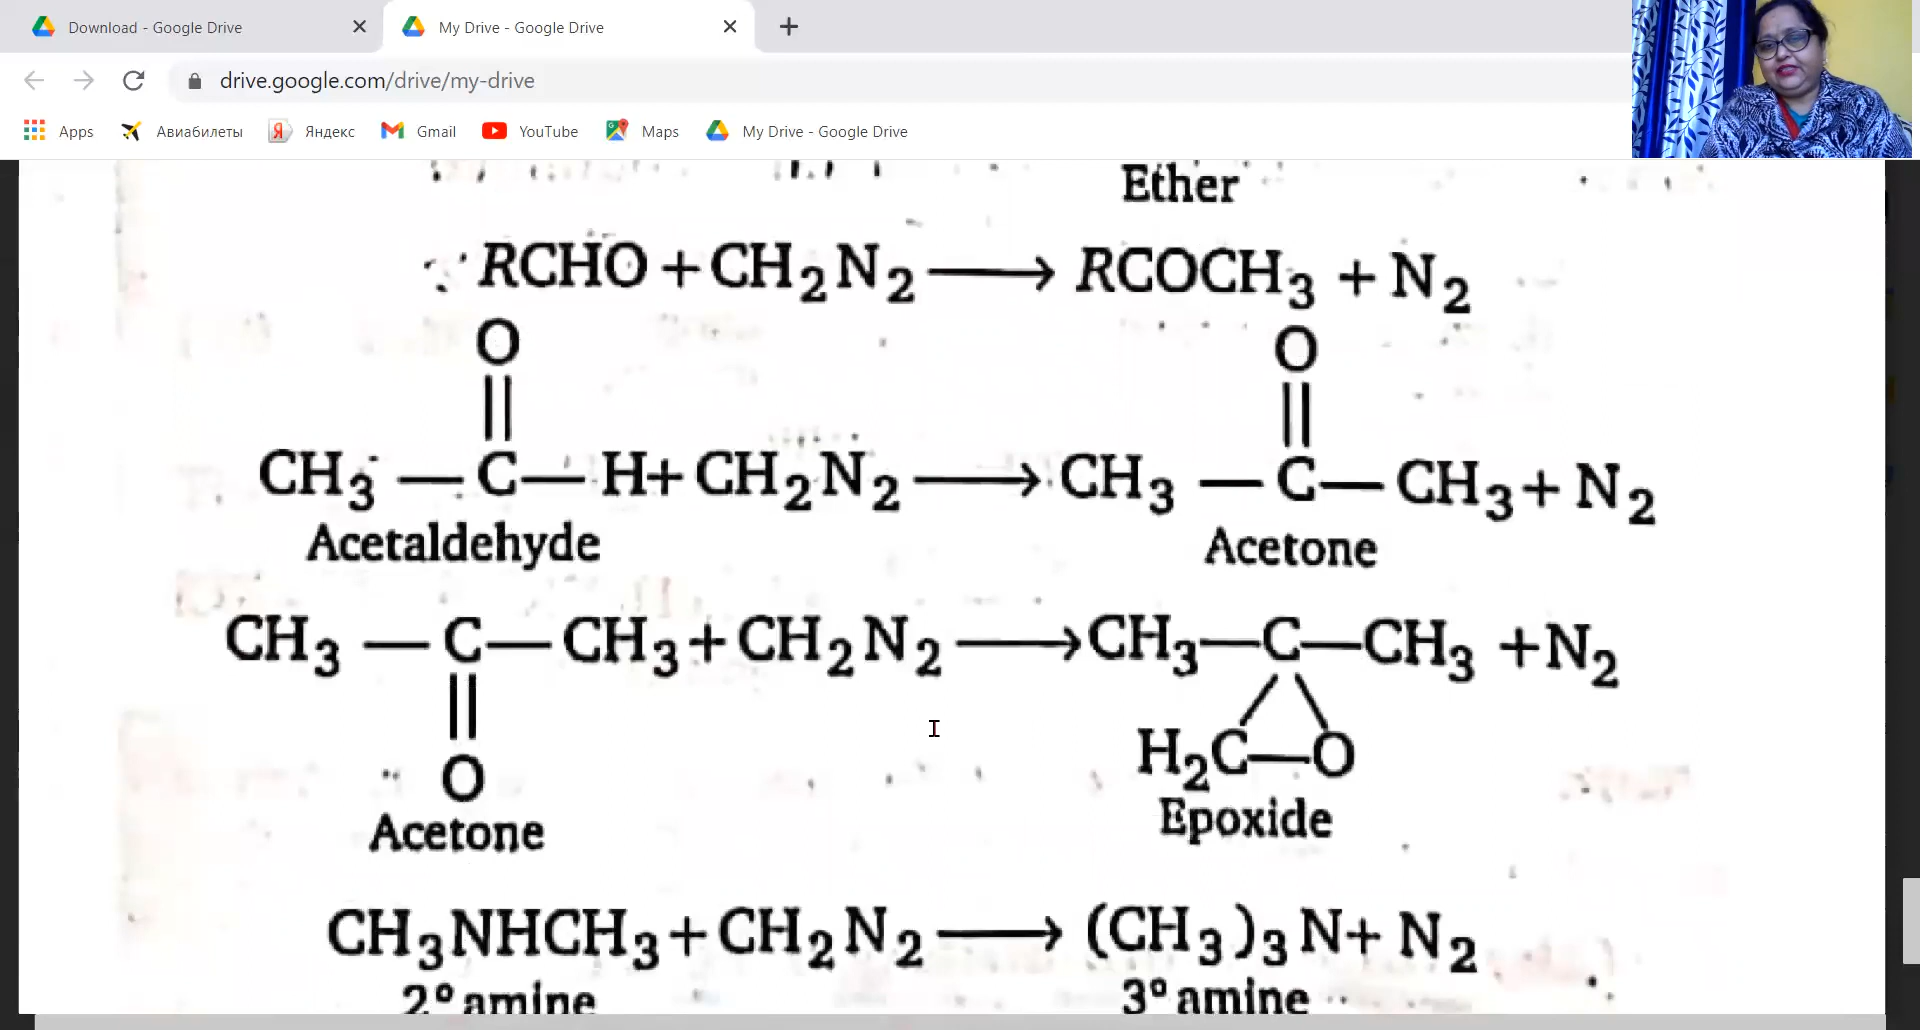 Download - Google Drive
My Drive - Google Drive
drive.google.com/drive/my-drive
Apps Авиабилеты Яндекс Gmail YouTube Maps My Drive - Google Drive
Ether
RCHO + CH2N2 ⟶ RCOCH3 + N2
O O
|| ||
CH3 — C — H + CH2N2 ⟶ CH3 — C — CH3 + N2
Acetaldehyde Acetone
CH3 — C — CH3 + CH2N2 ⟶ CH3 — C — CH3 + N2
|| / \
O H2C — O
Acetone Epoxide
CH3NHCH3 + CH2N2 ⟶ (CH3)3N + N2
2° amine 3° amine